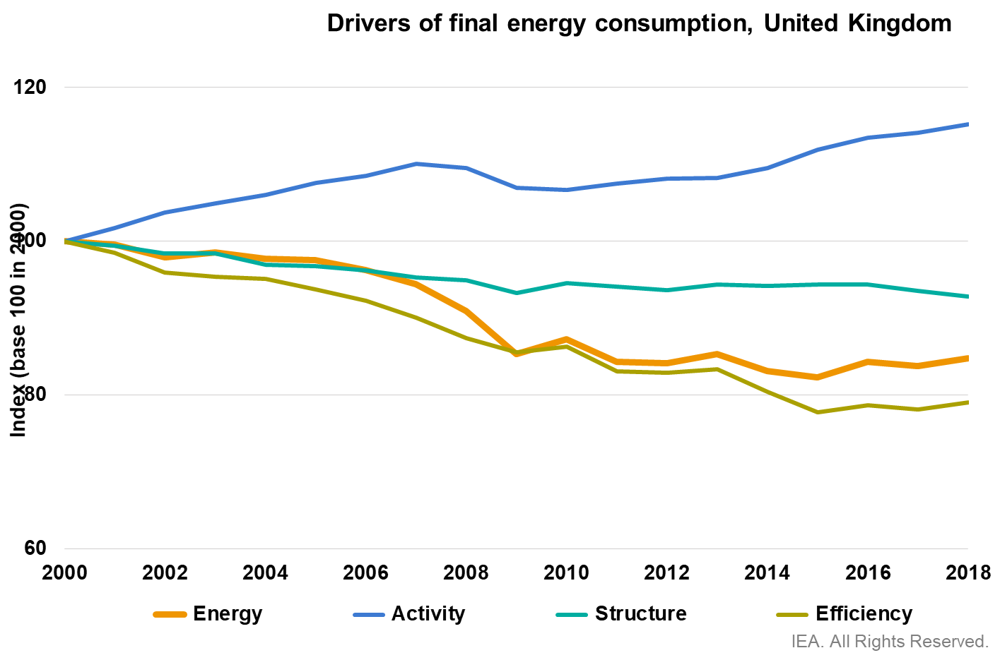 Drivers of final energy consumption, United Kingdom
Index (base 100 in 2000)
120
100
80
60
2000 2002 2004 2006 2008 2010 2012 2014 2016 2018
Energy Activity Structure Efficiency
IEA. All Rights Reserved.